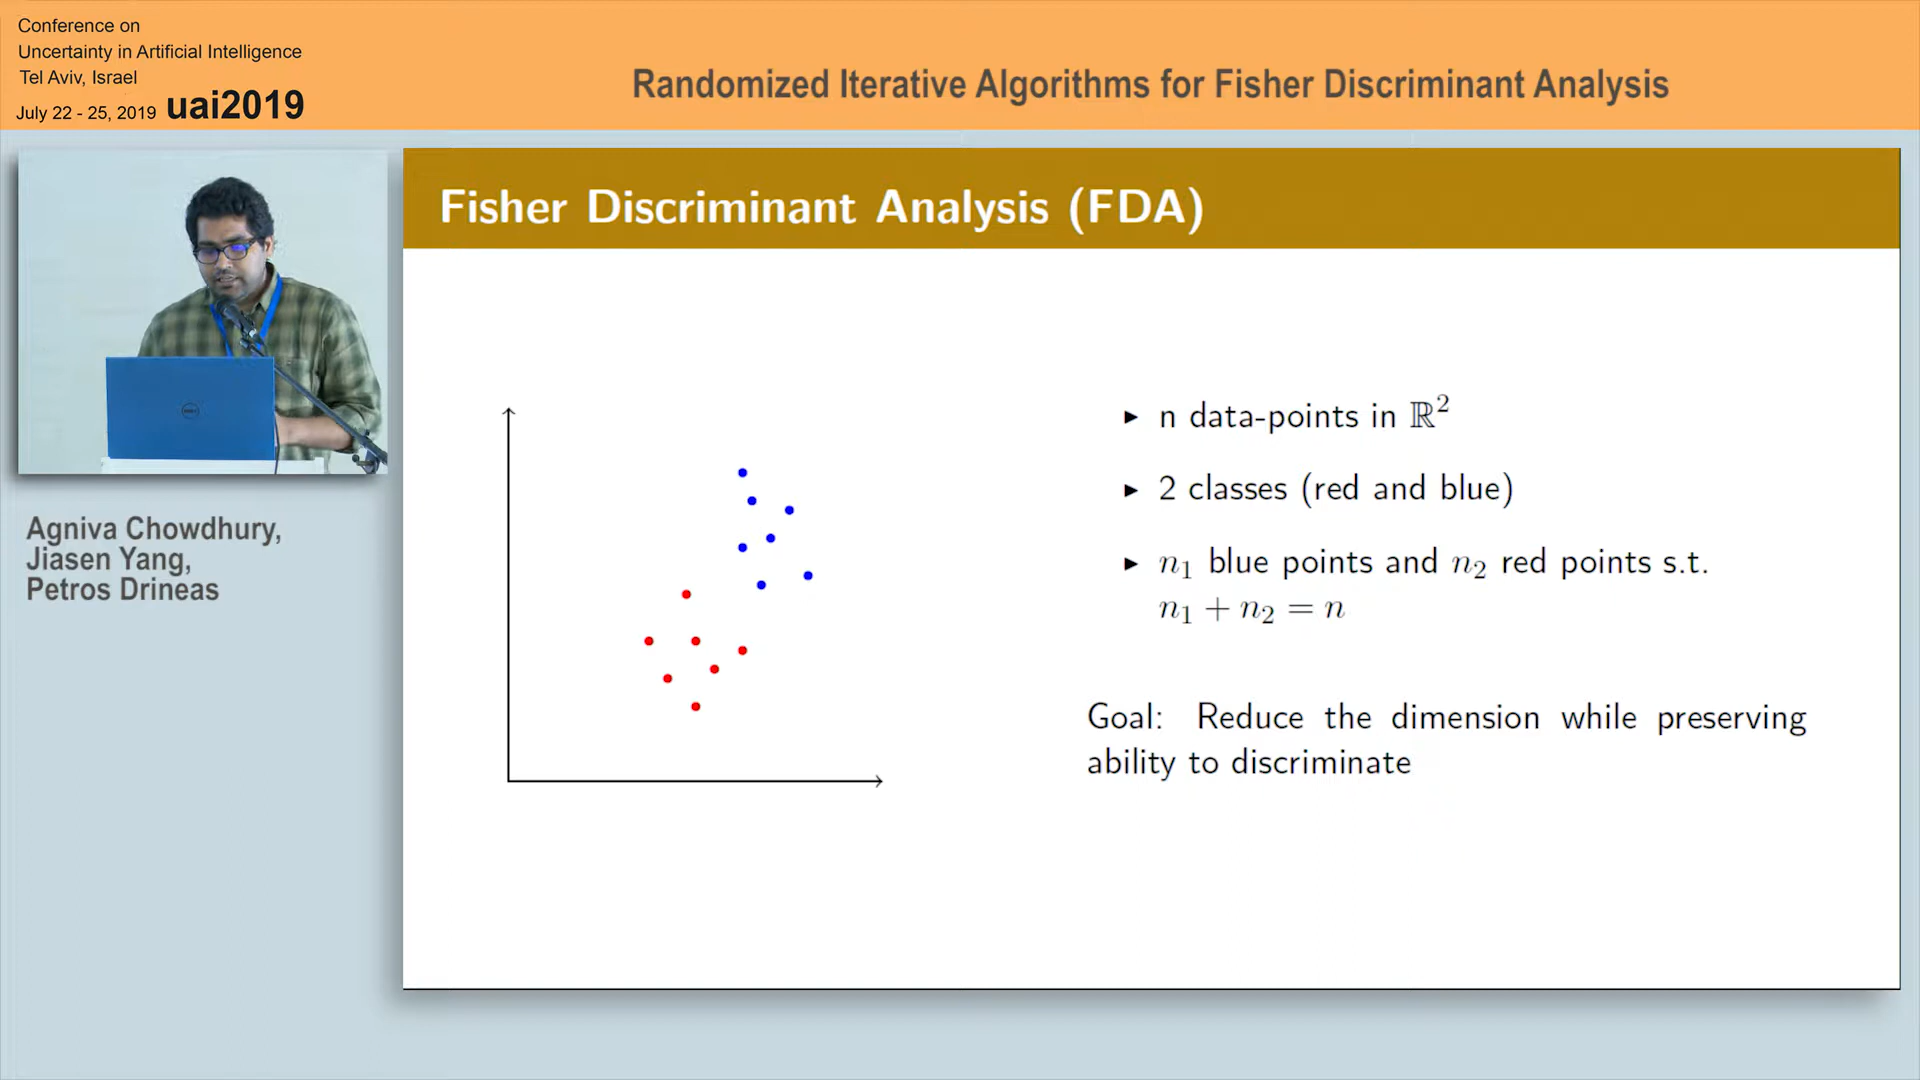 Conference on
Uncertainty in Artificial Intelligence
Tel Aviv, Israel
July 22 - 25, 2019 uai2019
Randomized Iterative Algorithms for Fisher Discriminant Analysis
Fisher Discriminant Analysis (FDA)
▶ n data-points in ℝ²
▶ 2 classes (red and blue)
▶ n₁ blue points and n₂ red points s.t.
n₁ + n₂ = n
Goal: Reduce the dimension while preserving
ability to discriminate
DELL
Agniva Chowdhury,
Jiasen Yang,
Petros Drineas